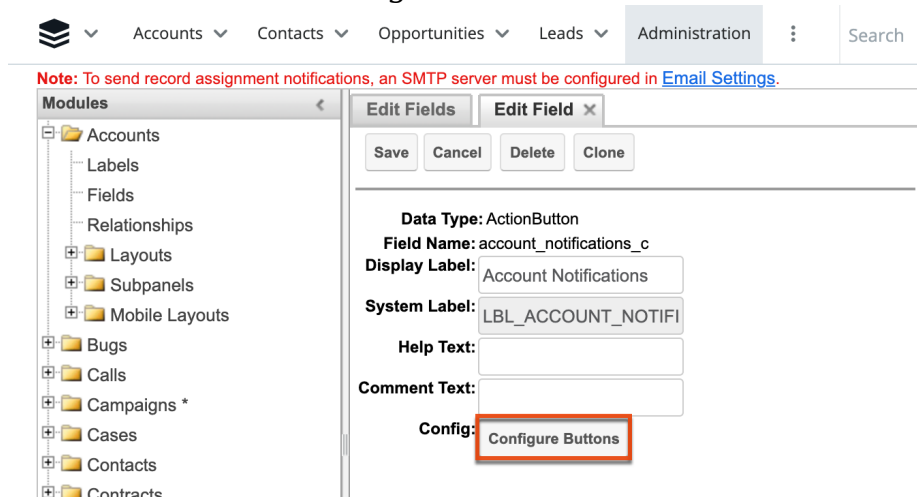 Accounts Contacts Opportunities Leads Administration Search
Note: To send record assignment notifications, an SMTP server must be configured in Email Settings.
Modules
Accounts
Labels
Fields
Relationships
Layouts
Subpanels
Mobile Layouts
Bugs
Calls
Campaigns *
Cases
Contacts
Contracts
Edit Fields Edit Field
Save Cancel Delete Clone
Data Type: ActionButton
Field Name: account_notifications_c
Display Label: Account Notifications
System Label: LBL_ACCOUNT_NOTIFI
Help Text:
Comment Text:
Config: Configure Buttons